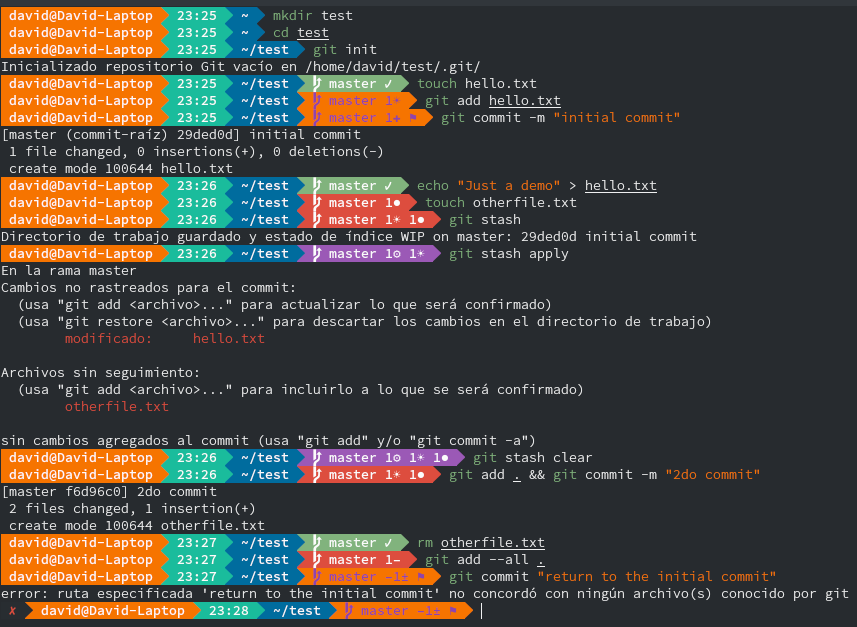 david@David-Laptop 23:25 ~ mkdir test
david@David-Laptop 23:25 ~ cd test
david@David-Laptop 23:25 ~/test git init
Inicializado repositorio Git vacío en /home/david/test/.git/
david@David-Laptop 23:25 ~/test master ✓ touch hello.txt
david@David-Laptop 23:25 ~/test master 1☀ git add hello.txt
david@David-Laptop 23:25 ~/test master 1✚ ⚑ git commit -m "initial commit"
[master (commit-raíz) 29ded0d] initial commit
 1 file changed, 0 insertions(+), 0 deletions(-)
 create mode 100644 hello.txt
david@David-Laptop 23:26 ~/test master ✓ echo "Just a demo" > hello.txt
david@David-Laptop 23:26 ~/test master 1● touch otherfile.txt
david@David-Laptop 23:26 ~/test master 1☀ 1● git stash
Directorio de trabajo guardado y estado de índice WIP on master: 29ded0d initial commit
david@David-Laptop 23:26 ~/test master 1⚙ 1☀ git stash apply
En la rama master
Cambios no rastreados para el commit:
  (usa "git add <archivo>..." para actualizar lo que será confirmado)
  (usa "git restore <archivo>..." para descartar los cambios en el directorio de trabajo)
        modificado:     hello.txt
Archivos sin seguimiento:
  (usa "git add <archivo>..." para incluirlo a lo que se será confirmado)
        otherfile.txt
sin cambios agregados al commit (usa "git add" y/o "git commit -a")
david@David-Laptop 23:26 ~/test master 1⚙ 1☀ 1● git stash clear
david@David-Laptop 23:26 ~/test master 1☀ 1● git add . && git commit -m "2do commit"
[master f6d96c0] 2do commit
 2 files changed, 1 insertion(+)
 create mode 100644 otherfile.txt
david@David-Laptop 23:27 ~/test master ✓ rm otherfile.txt
david@David-Laptop 23:27 ~/test master 1‒ git add --all .
david@David-Laptop 23:27 ~/test master −1± ⚑ git commit "return to the initial commit"
error: ruta especificada 'return to the initial commit' no concordó con ningún archivo(s) conocido por git
✗ david@David-Laptop 23:28 ~/test master −1± ⚑